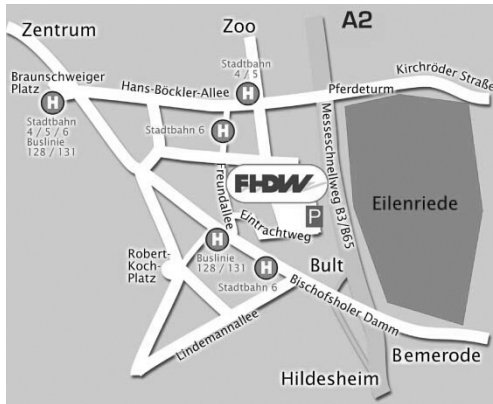 Zentrum
Zoo
A2
Stadtbahn
4 / 5
Braunschweiger
Platz
Hans-Böckler-Allee
Pferdeturm
Kirchröder Straße
H
H
Stadtbahn
4 / 5 / 6
Buslinie
128 / 131
Stadtbahn 6
H
Messeschnellweg B3/B65
Freundallee
FHDW
Eilenriede
P
Eintrachtweg
H
Robert-
Koch-
Platz
Buslinie
128 / 131
H
Bult
Stadtbahn 6
Bischofsholer Damm
Lindemannallee
Bemerode
Hildesheim